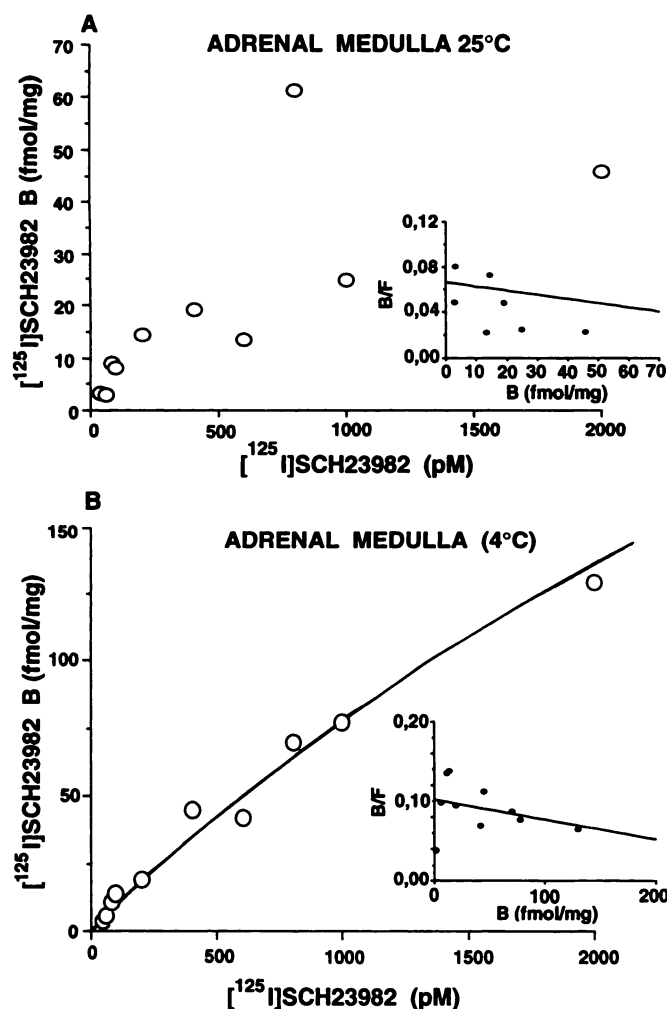 A
ADRENAL MEDULLA 25°C
[¹²⁵I]SCH23982 B (fmol/mg)
70
60
50
40
30
20
10
0
0 500 1000 1500 2000
[¹²⁵I]SCH23982 (pM)
B/F
0,12
0,08
0,04
0,00
0 10 20 30 40 50 60 70
B (fmol/mg)
B
ADRENAL MEDULLA (4°C)
[¹²⁵I]SCH23982 B (fmol/mg)
150
100
50
0
0 500 1000 1500 2000
[¹²⁵I]SCH23982 (pM)
B/F
0,20
0,10
0,00
0 100 200
B (fmol/mg)